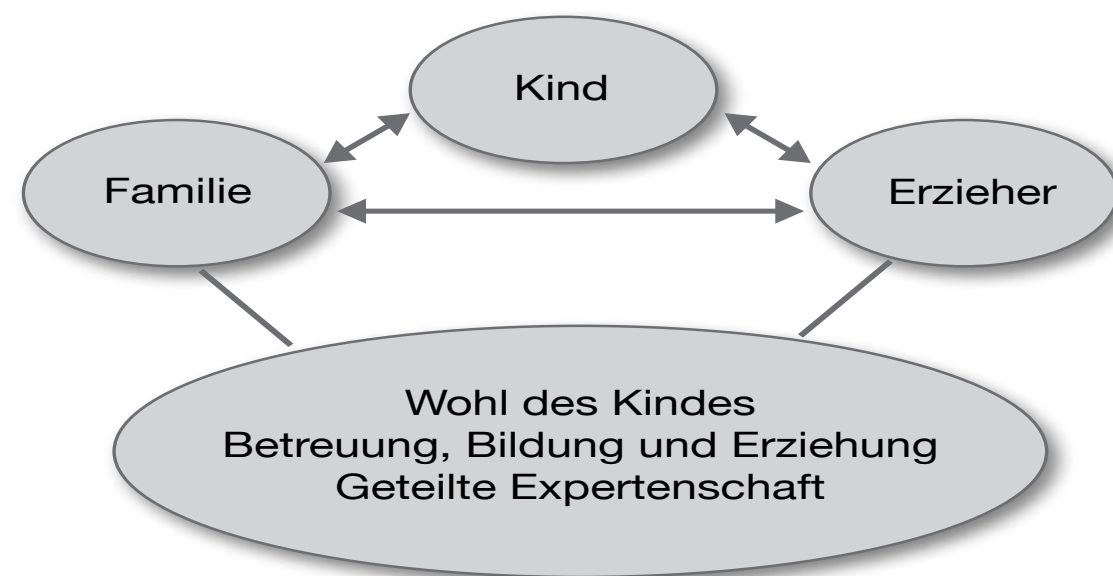 Kind
Familie
Erzieher
Wohl des Kindes
Betreuung, Bildung und Erziehung
Geteilte Expertenschaft